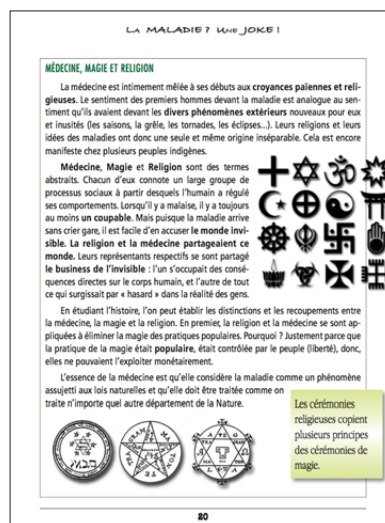 LA MALADIE ? UNE JOKE !
MÉDECINE, MAGIE ET RELIGION
La médecine est intimement mêlée à ses débuts aux croyances païennes et reli-
gieuses. Le sentiment des premiers hommes devant la maladie est analogue au sen-
timent qu'ils avaient devant les divers phénomènes extérieurs nouveaux pour eux
et inusités (les saisons, la grêle, les tornades, les éclipses...). Leurs religions et leurs
idées des maladies ont donc une seule et même origine inséparable. Cela est encore
manifeste chez plusieurs peuples indigènes.
Médecine, Magie et Religion sont des termes
abstraits. Chacun d'eux connote un large groupe de
processus sociaux à partir desquels l'humain a régulé
ses comportements. Lorsqu'il y a malaise, il y a toujours
au moins un coupable. Mais puisque la maladie arrive
sans crier gare, il est facile d'en accuser le monde invi-
sible. La religion et la médecine partageaient ce
monde. Leurs représentants respectifs se sont partagé
le business de l'invisible : l'un s'occupait des consé-
quences directes sur le corps humain, et l'autre de tout
ce qui surgissait par « hasard » dans la réalité des gens.
En étudiant l'histoire, l'on peut établir les distinctions et les recoupements entre
la médecine, la magie et la religion. En premier, la religion et la médecine se sont ap-
pliquées à éliminer la magie des pratiques populaires. Pourquoi ? Justement parce que
la pratique de la magie était populaire, était contrôlée par le peuple (liberté), donc,
elles ne pouvaient l'exploiter monétairement.
L'essence de la médecine est qu'elle considère la maladie comme un phénomène
assujetti aux lois naturelles et qu'elle doit être traitée comme on
traite n'importe quel autre département de la Nature.
Les cérémonies
religieuses copient
plusieurs principes
des cérémonies de
magie.
20